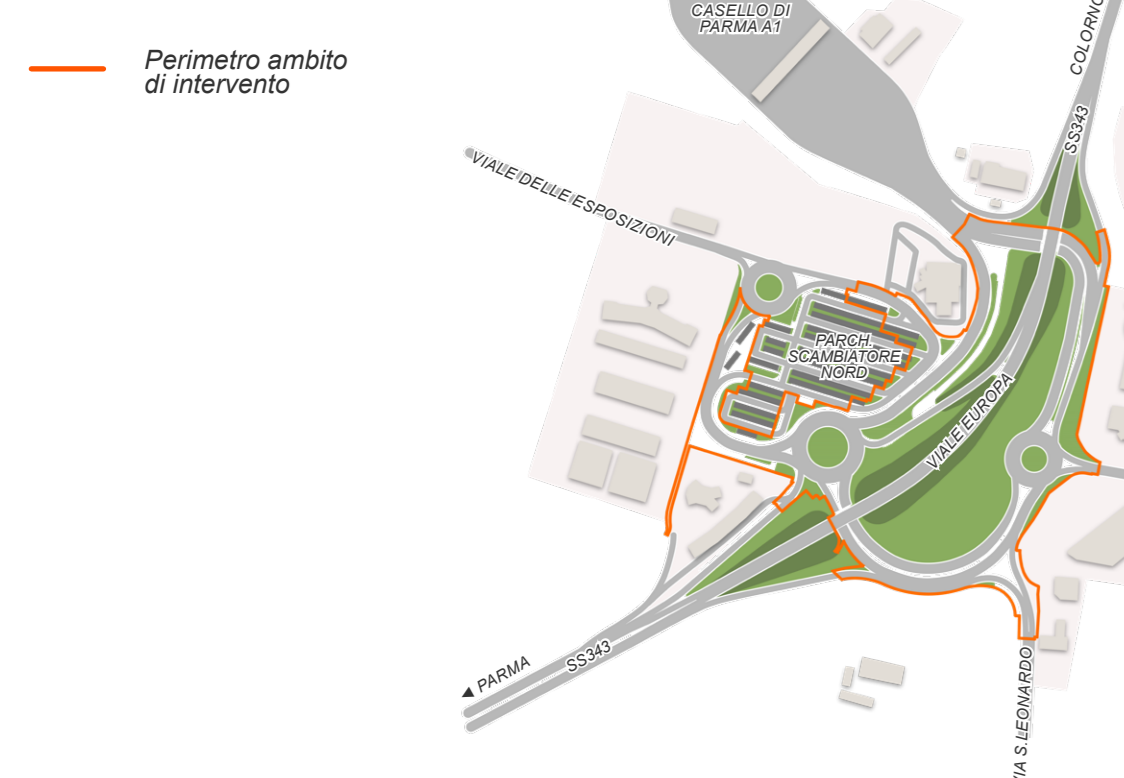 Perimetro ambito
di intervento
CASELLO DI
PARMA A1
COLORNO
SS343
VIALE DELLE ESPOSIZIONI
PARCH.
SCAMBIATORE
NORD
VIALE EUROPA
PARMA
SS343
VIA S.LEONARDO